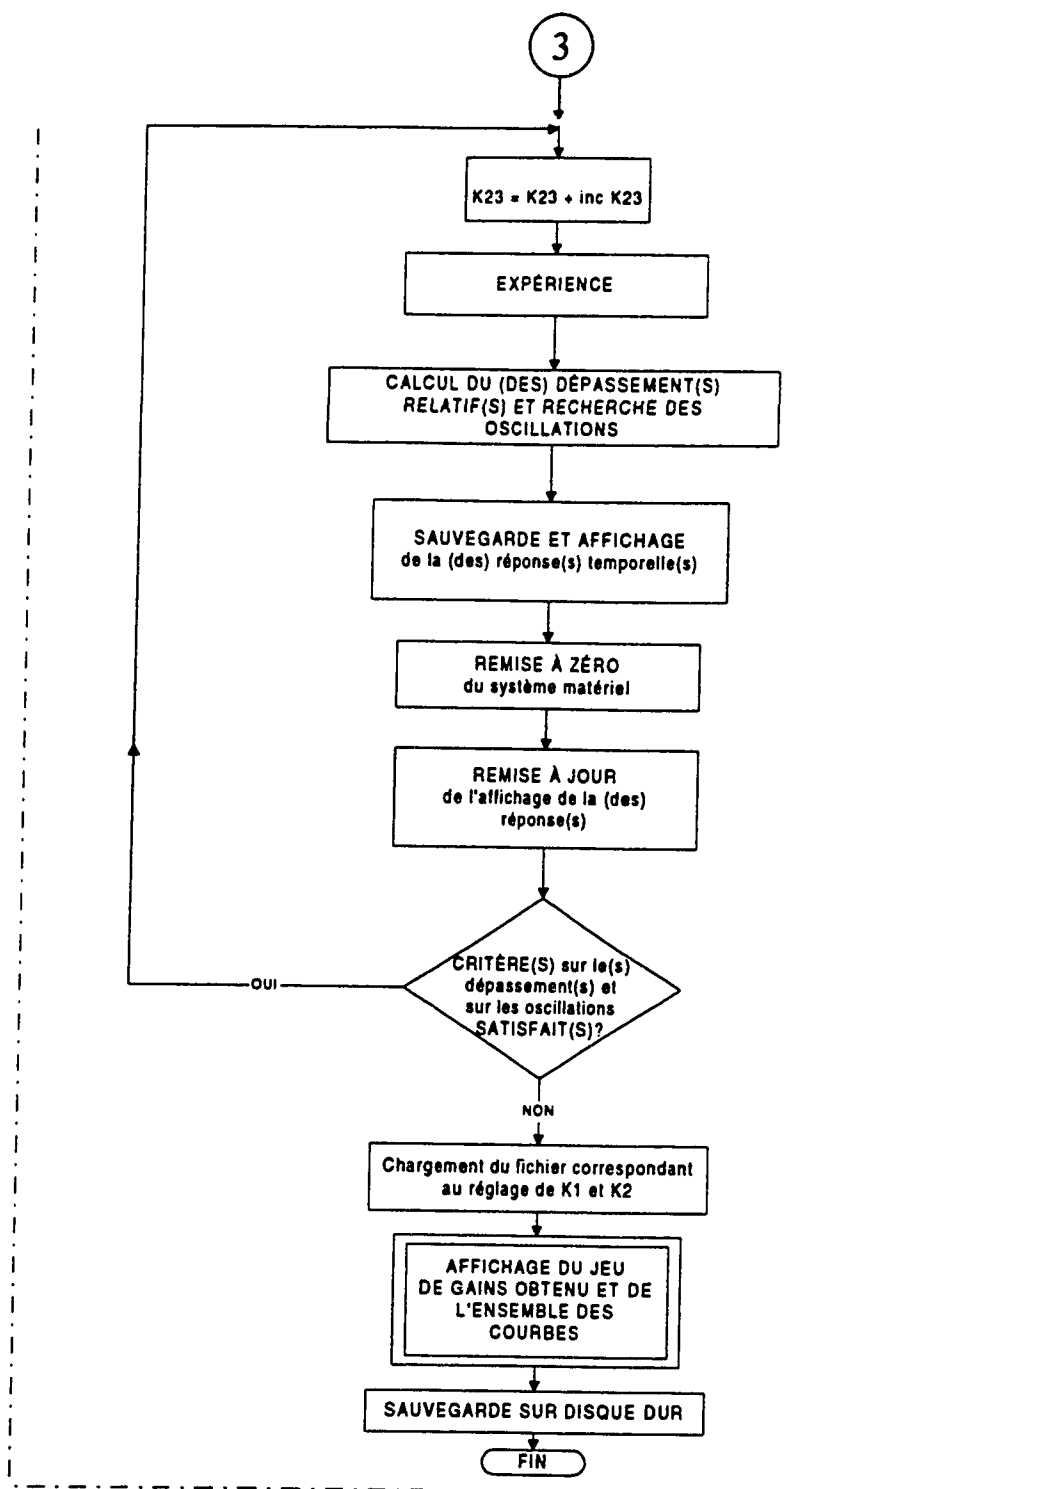 3
K23 = K23 + inc K23
EXPÉRIENCE
CALCUL DU (DES) DÉPASSEMENT(S)
RELATIF(S) ET RECHERCHE DES
OSCILLATIONS
SAUVEGARDE ET AFFICHAGE
de la (des) réponse(s) temporelle(s)
REMISE À ZÉRO
du système matériel
REMISE À JOUR
de l'affichage de la (des)
réponse(s)
CRITÈRE(S) sur le(s)
dépassement(s) et
sur les oscillations
SATISFAIT(S)?
OUI
NON
Chargement du fichier correspondant
au réglage de K1 et K2
AFFICHAGE DU JEU
DE GAINS OBTENU ET DE
L'ENSEMBLE DES
COURBES
SAUVEGARDE SUR DISQUE DUR
FIN